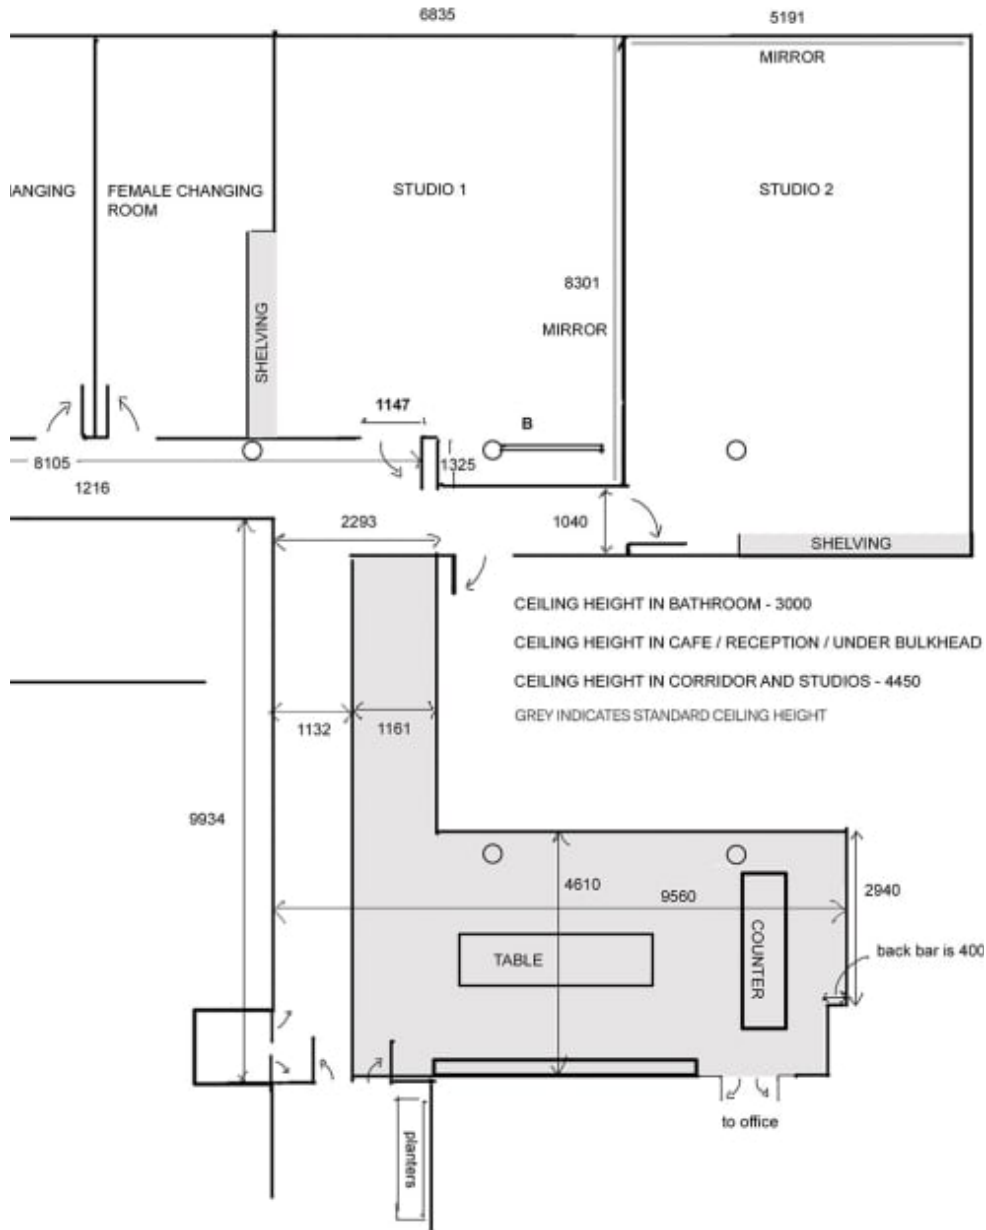 6835
5191
MIRROR
HANGING
FEMALE CHANGING
ROOM
STUDIO 1
STUDIO 2
8301
MIRROR
SHELVING
1147
B
8105
1325
1216
2293
1040
SHELVING
CEILING HEIGHT IN BATHROOM - 3000
CEILING HEIGHT IN CAFE / RECEPTION / UNDER BULKHEAD
CEILING HEIGHT IN CORRIDOR AND STUDIOS - 4450
GREY INDICATES STANDARD CEILING HEIGHT
1132
1161
9934
4610
9560
2940
TABLE
COUNTER
back bar is 400
to office
planters